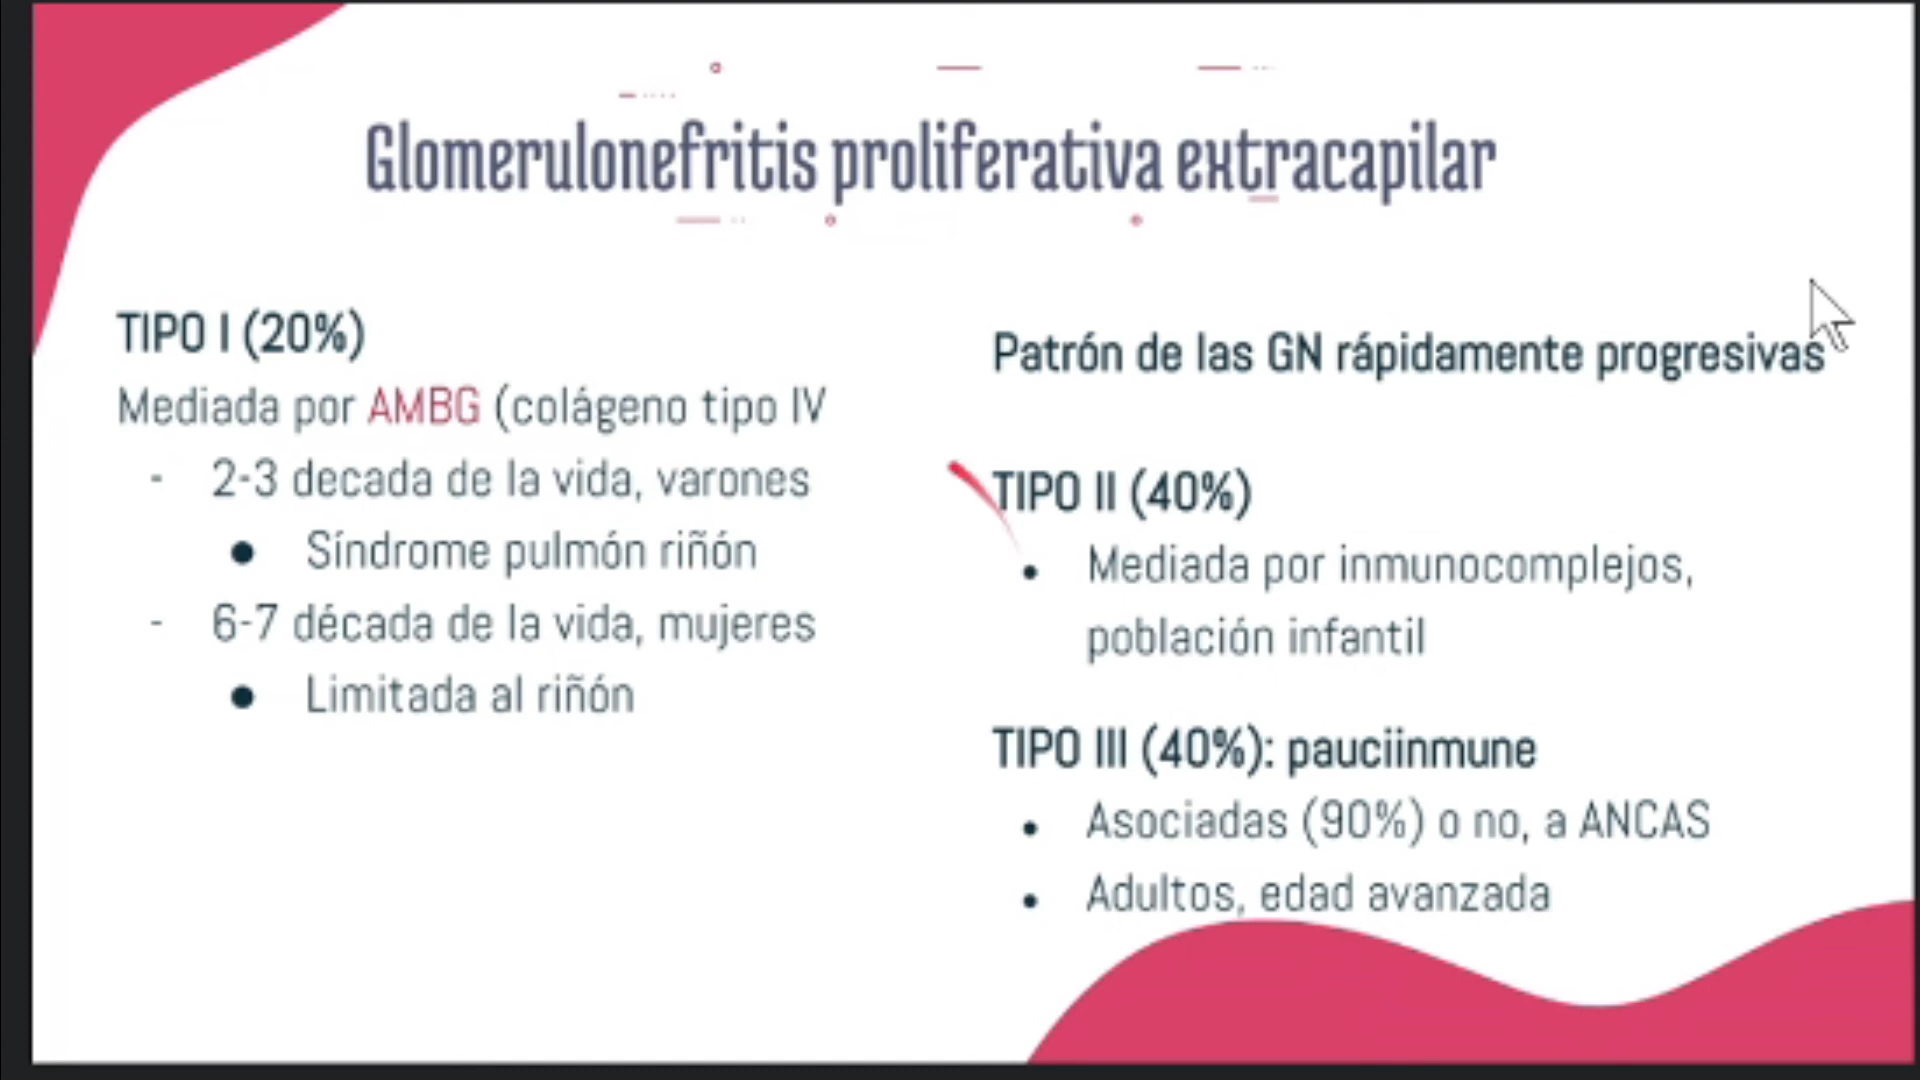 Glomerulonefritis proliferativa extracapilar
TIPO I (20%)
Mediada por AMBG (colágeno tipo IV
- 2-3 decada de la vida, varones
● Síndrome pulmón riñón
- 6-7 década de la vida, mujeres
● Limitada al riñón
Patrón de las GN rápidamente progresivas
TIPO II (40%)
• Mediada por inmunocomplejos,
población infantil
TIPO III (40%): pauciinmune
• Asociadas (90%) o no, a ANCAS
• Adultos, edad avanzada